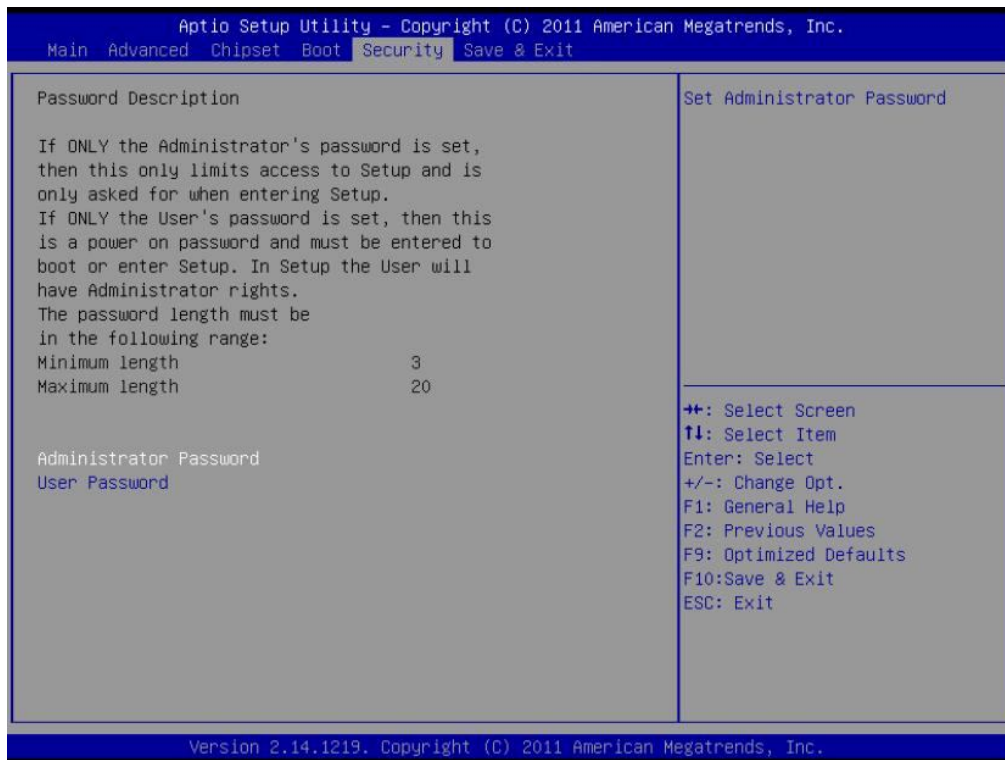 Aptio Setup Utility – Copyright (C) 2011 American Megatrends, Inc.
Main Advanced Chipset Boot Security Save & Exit
Password Description
If ONLY the Administrator's password is set,
then this only limits access to Setup and is
only asked for when entering Setup.
If ONLY the User's password is set, then this
is a power on password and must be entered to
boot or enter Setup. In Setup the User will
have Administrator rights.
The password length must be
in the following range:
Minimum length 3
Maximum length 20
Administrator Password
User Password
Set Administrator Password
→←: Select Screen
↑↓: Select Item
Enter: Select
+/-: Change Opt.
F1: General Help
F2: Previous Values
F9: Optimized Defaults
F10:Save & Exit
ESC: Exit
Version 2.14.1219. Copyright (C) 2011 American Megatrends, Inc.